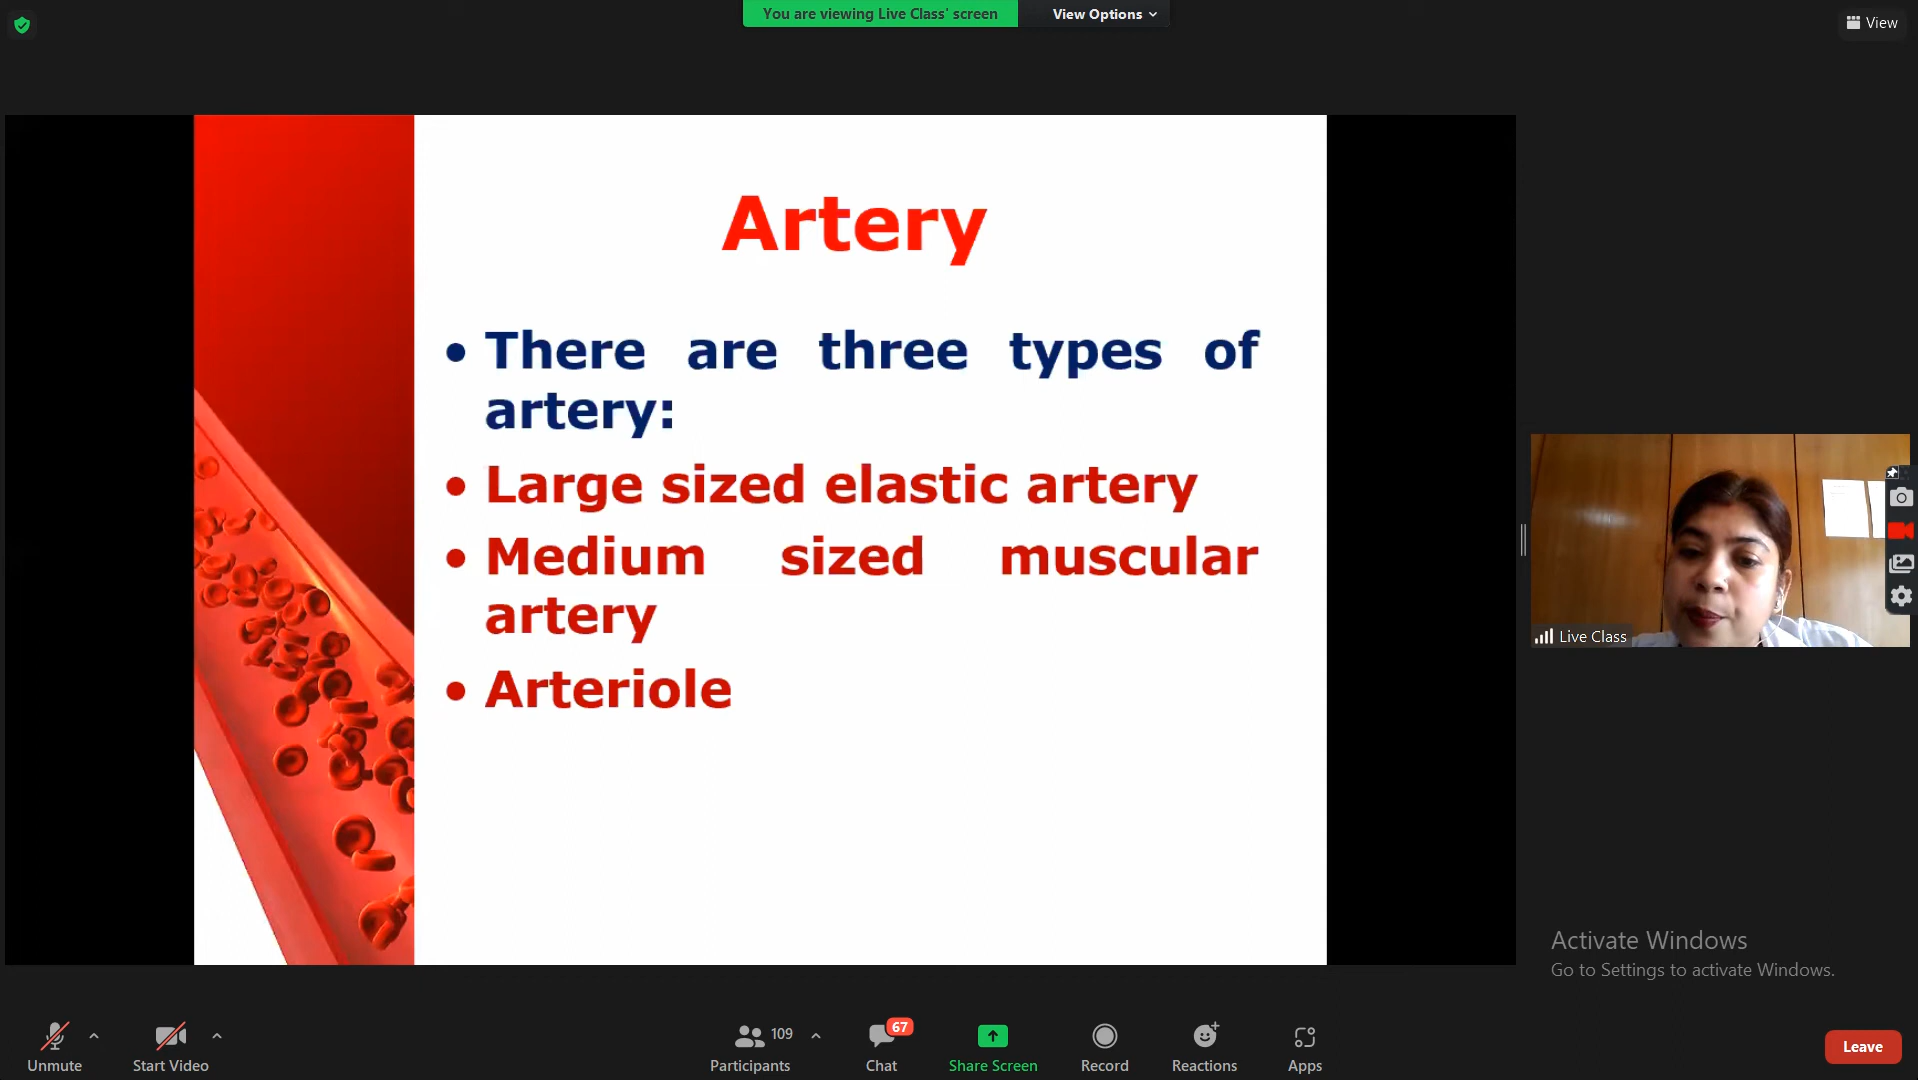 You are viewing Live Class' screen
View Options
View
Artery
• There are three types of
artery:
• Large sized elastic artery
• Medium sized muscular
artery
• Arteriole
Live Class
Activate Windows
Go to Settings to activate Windows.
Unmute
Start Video
109
Participants
67
Chat
Share Screen
Record
Reactions
Apps
Leave